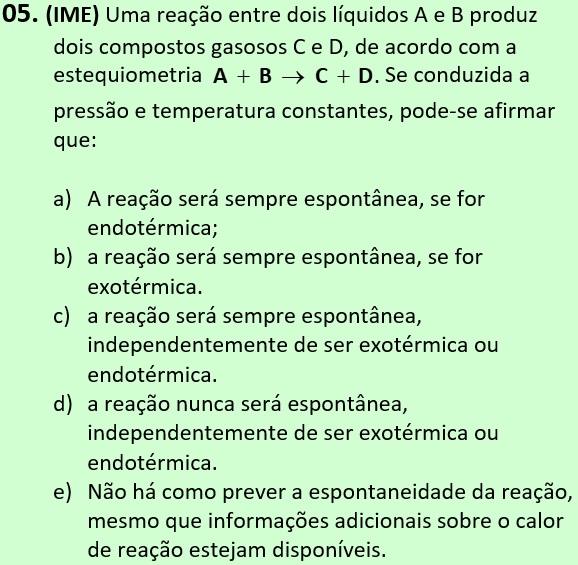 05. (IME) Uma reação entre dois líquidos A e B produz
dois compostos gasosos C e D, de acordo com a
estequiometria A + B → C + D. Se conduzida a
pressão e temperatura constantes, pode-se afirmar
que:
a) A reação será sempre espontânea, se for
endotérmica;
b) a reação será sempre espontânea, se for
exotérmica.
c) a reação será sempre espontânea,
independentemente de ser exotérmica ou
endotérmica.
d) a reação nunca será espontânea,
independentemente de ser exotérmica ou
endotérmica.
e) Não há como prever a espontaneidade da reação,
mesmo que informações adicionais sobre o calor
de reação estejam disponíveis.